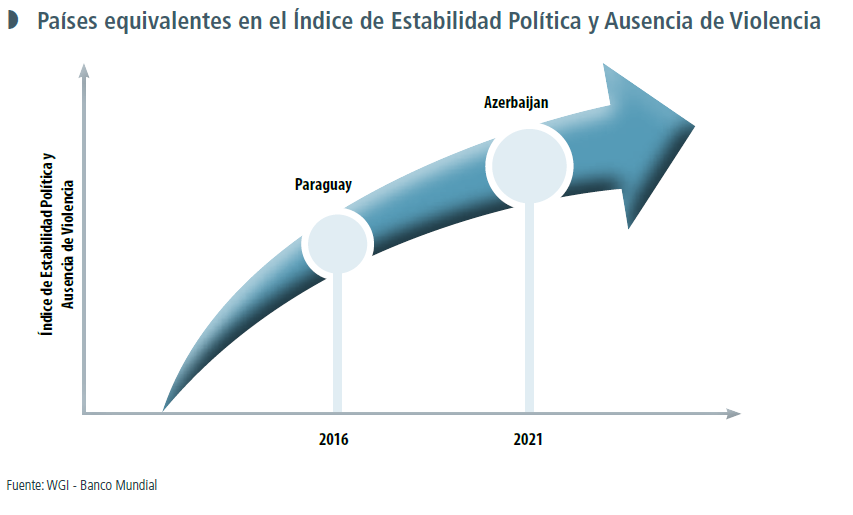 Países equivalentes en el Índice de Estabilidad Política y Ausencia de Violencia
Azerbaijan
Paraguay
Índice de Estabilidad Política y
Ausencia de Violencia
2016
2021
Fuente: WGI - Banco Mundial